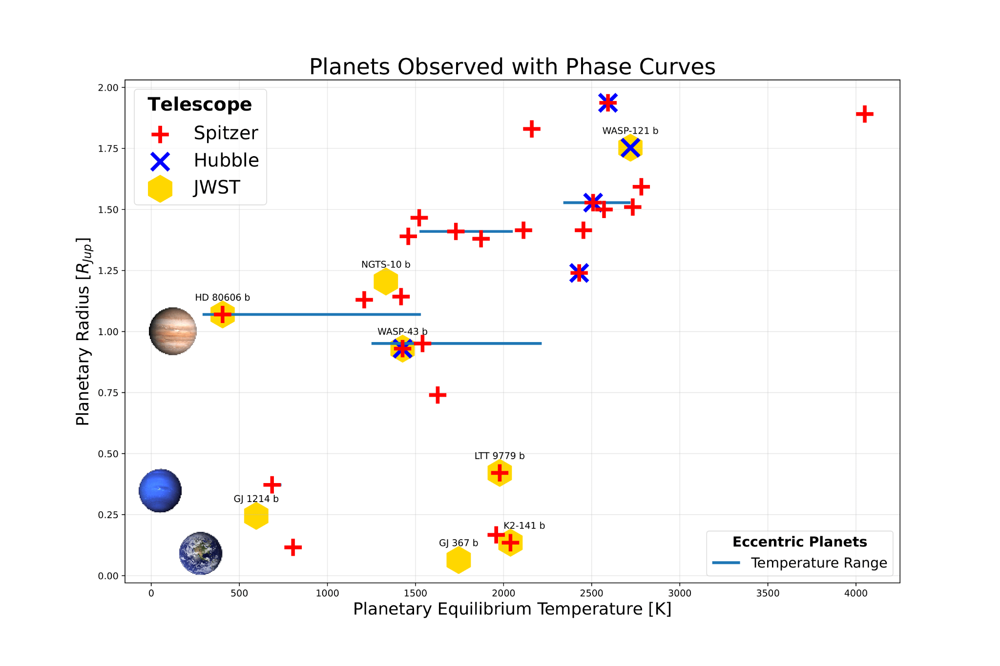 Planets Observed with Phase Curves
Telescope
Spitzer
Hubble
JWST
WASP-121 b
NGTS-10 b
HD 80606 b
WASP-43 b
LTT 9779 b
GJ 1214 b
K2-141 b
GJ 367 b
Eccentric Planets
Temperature Range
2.00
1.75
1.50
1.25
1.00
0.75
0.50
0.25
0.00
0
500
1000
1500
2000
2500
3000
3500
4000
Planetary Equilibrium Temperature [K]
Planetary Radius [R_Jup]